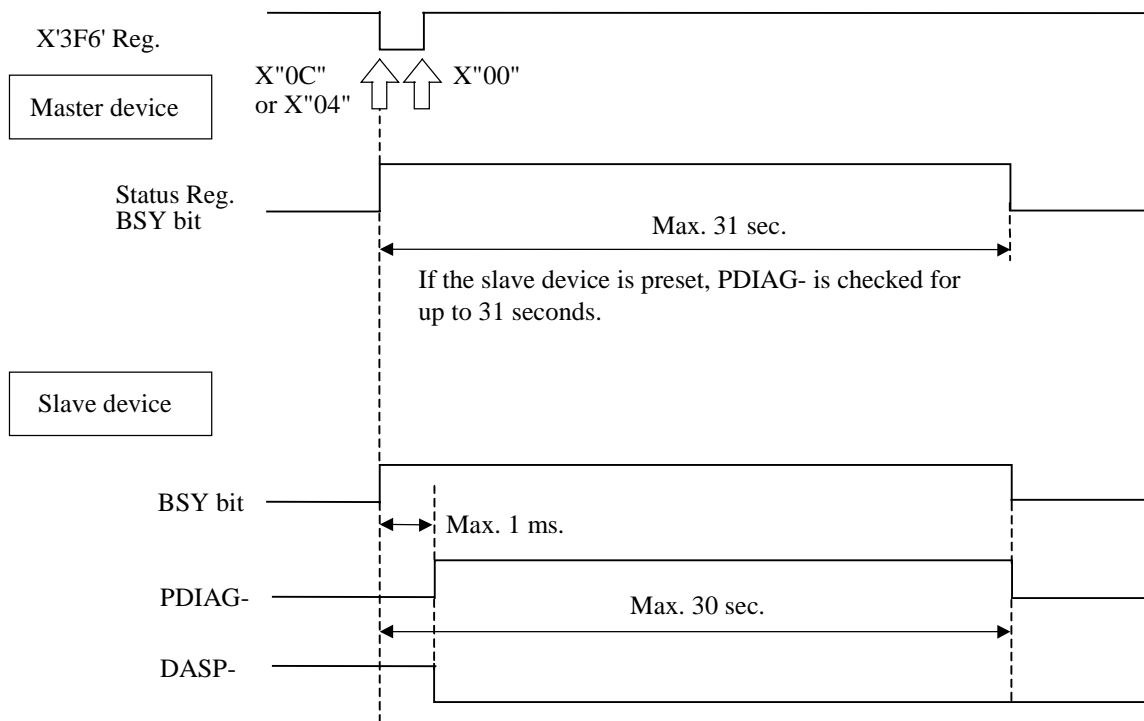 X'3F6' Reg.
X"0C"
or X"04"
X"00"
Master device
Status Reg.
BSY bit
Max. 31 sec.
If the slave device is preset, PDIAG- is checked for
up to 31 seconds.
Slave device
BSY bit
Max. 1 ms.
PDIAG-
Max. 30 sec.
DASP-